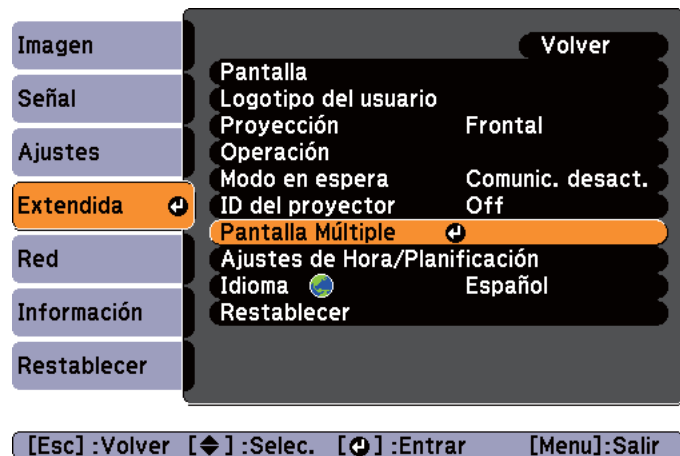 Imagen
Señal
Ajustes
Extendida
Red
Información
Restablecer
Volver
Pantalla
Logotipo del usuario
Proyección Frontal
Operación
Modo en espera Comunic. desact.
ID del proyector Off
Pantalla Múltiple
Ajustes de Hora/Planificación
Idioma Español
Restablecer
[Esc] :Volver [◆] :Selec. [↵] :Entrar [Menu]:Salir